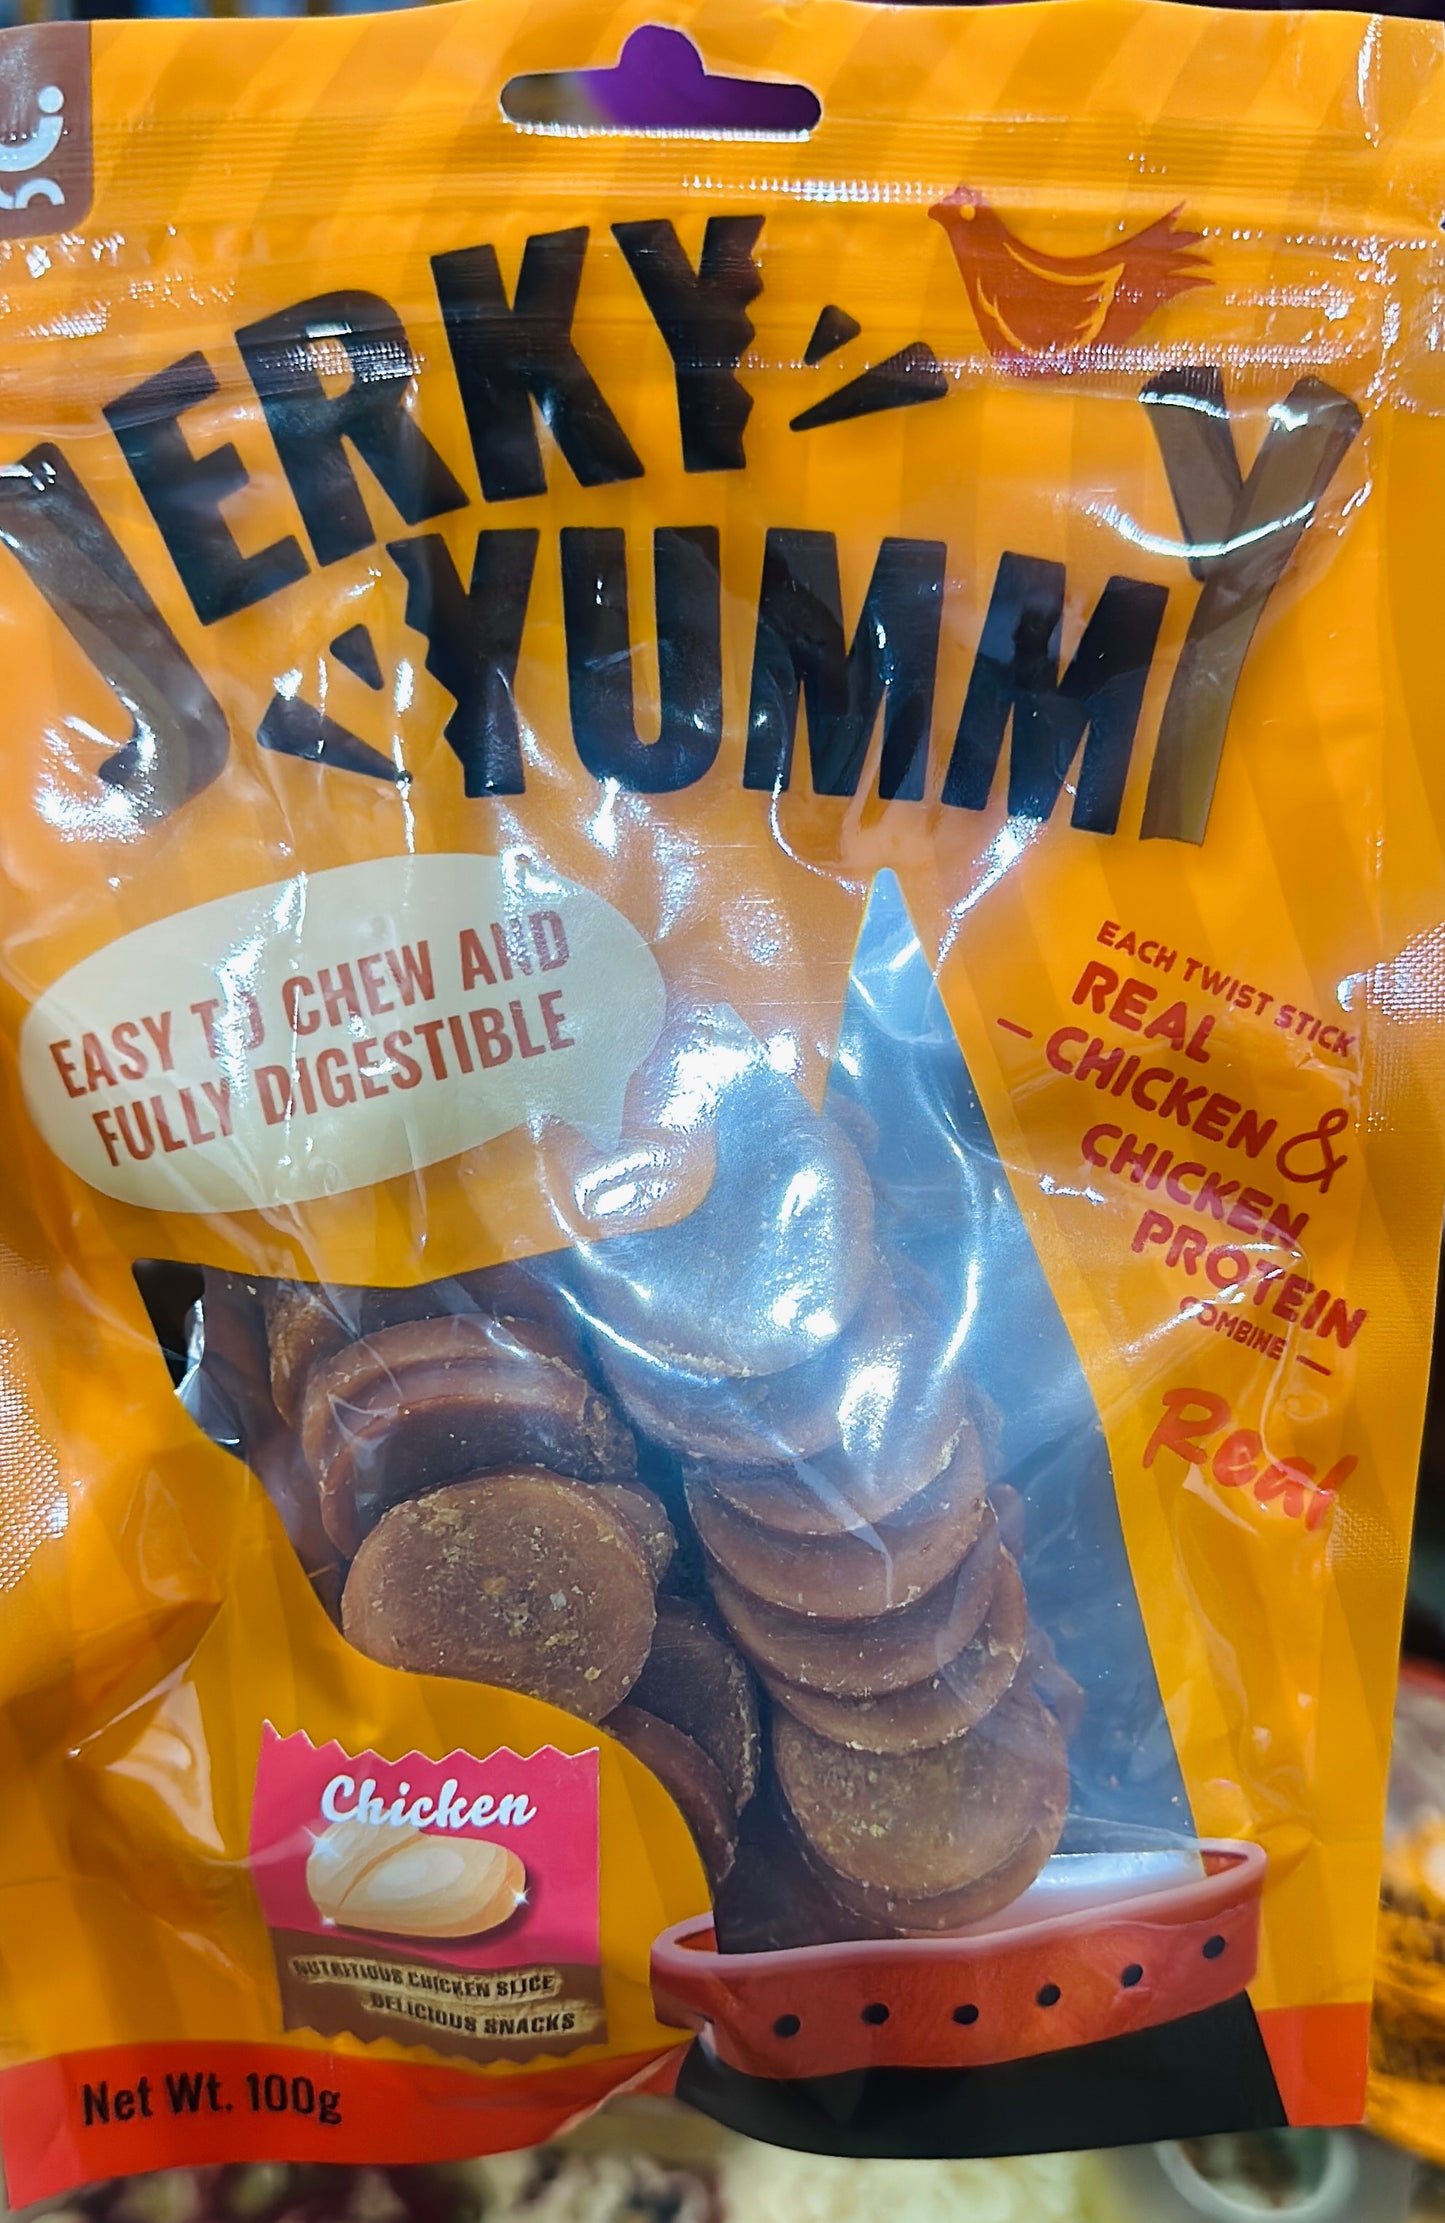 JERKY
YUMMY
EASY TO CHEW AND
FULLY DIGESTIBLE
EACH TWIST STICK
REAL
CHICKEN &
CHICKEN
PROTEIN
COMBINE
Real
Chicken
NUTRITIOUS CHICKEN SLICE
DELICIOUS SNACKS
Net Wt. 100g